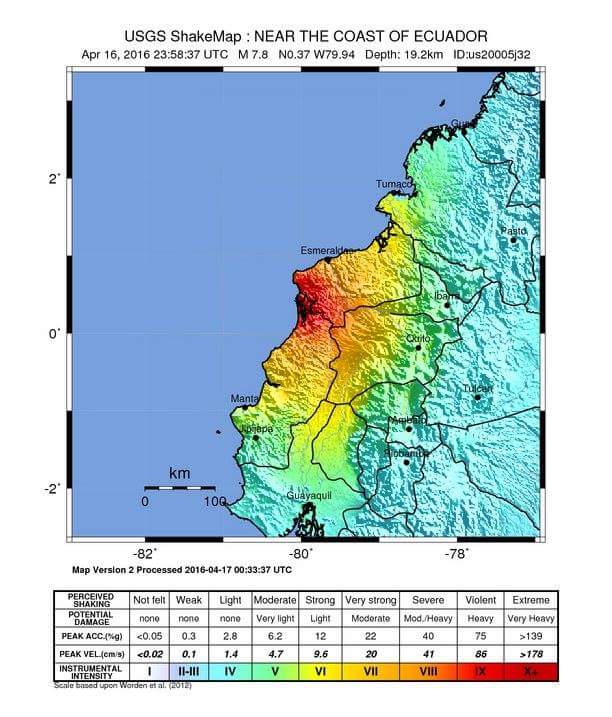 USGS ShakeMap : NEAR THE COAST OF ECUADOR
Apr 16, 2016 23:58:37 UTC M 7.8 N0.37 W79.94 Depth: 19.2km ID:us20005j32
2˚
Tumaco
Pasto
Esmeraldas
Ibarra
0˚
Quito
Tulcan
Manta
Jipijapa
Ambato
Riobamba
km
-2˚
0 100
Guayaquil
-82˚ -80˚ -78˚
Map Version 2 Processed 2016-04-17 00:33:37 UTC
PERCEIVED SHAKING Not felt Weak Light Moderate Strong Very strong Severe Violent Extreme
POTENTIAL DAMAGE none none none Very light Light Moderate Mod./Heavy Heavy Very Heavy
PEAK ACC.(%g) <0.05 0.3 2.8 6.2 12 22 40 75 >139
PEAK VEL.(cm/s) <0.02 0.1 1.4 4.7 9.6 20 41 86 >178
INSTRUMENTAL INTENSITY I II-III IV V VI VII VIII IX X+
Scale based upon Worden et al. (2012)